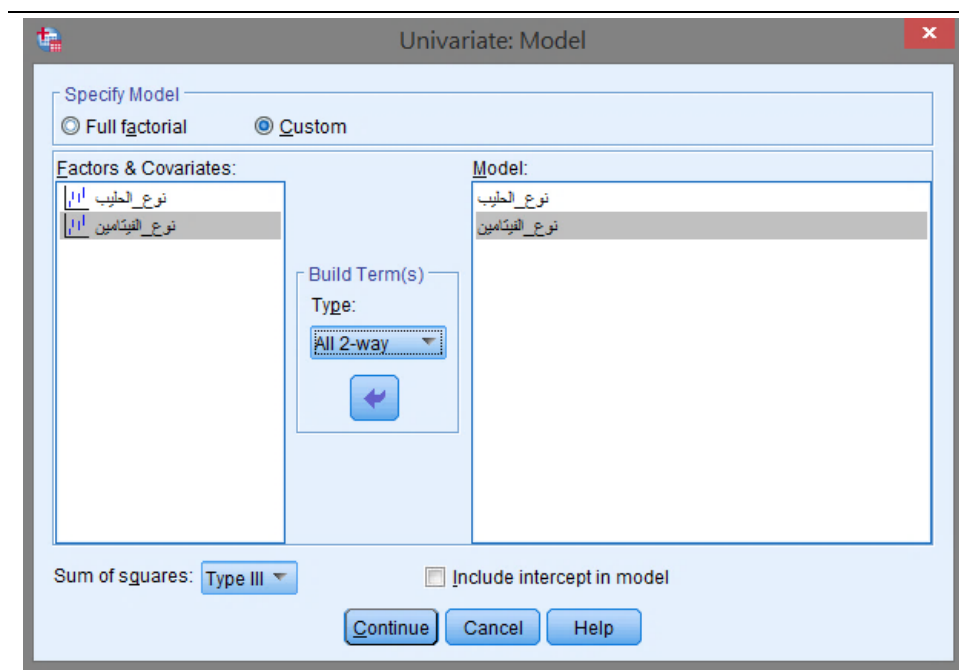 Univariate: Model
Specify Model
Full factorial
Custom
Factors & Covariates:
نوع_الحليب
نوع_الفيتامين
Build Term(s)
Type:
All 2-way
Model:
نوع_الحليب
نوع_الفيتامين
Sum of squares: Type III
Include intercept in model
Continue Cancel Help